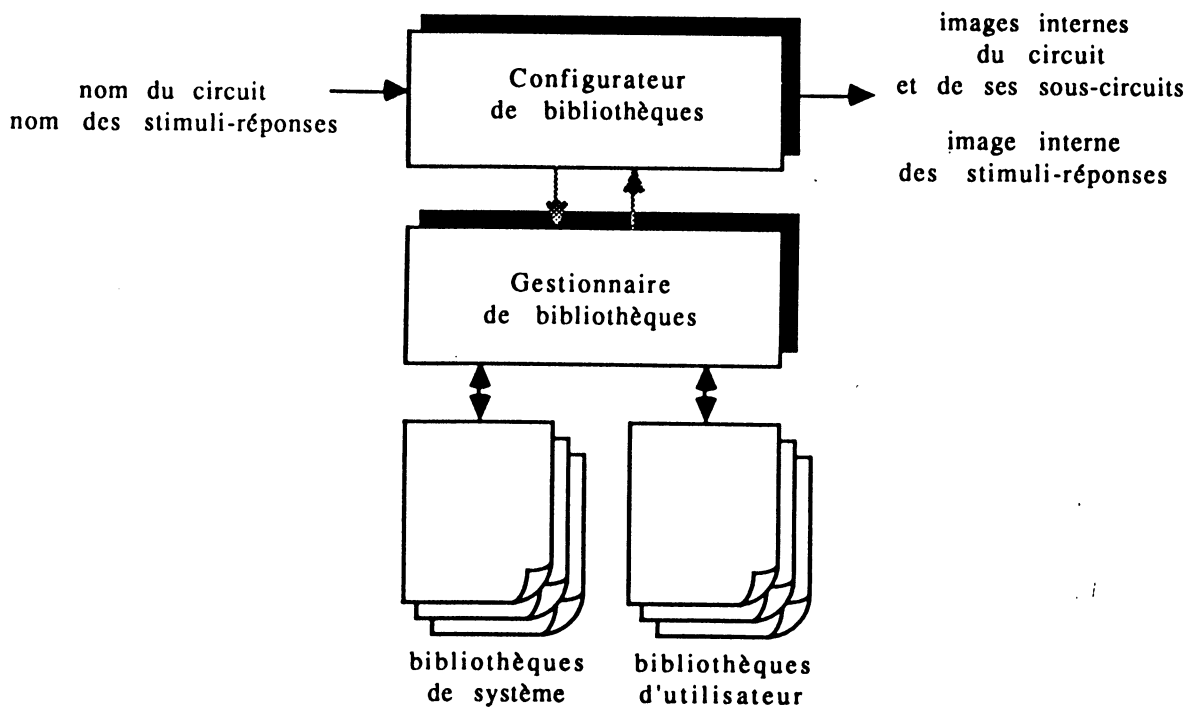 nom du circuit
nom des stimuli-réponses
Configurateur
de bibliothèques
images internes
du circuit
et de ses sous-circuits
image interne
des stimuli-réponses
Gestionnaire
de bibliothèques
bibliothèques
de système
bibliothèques
d'utilisateur